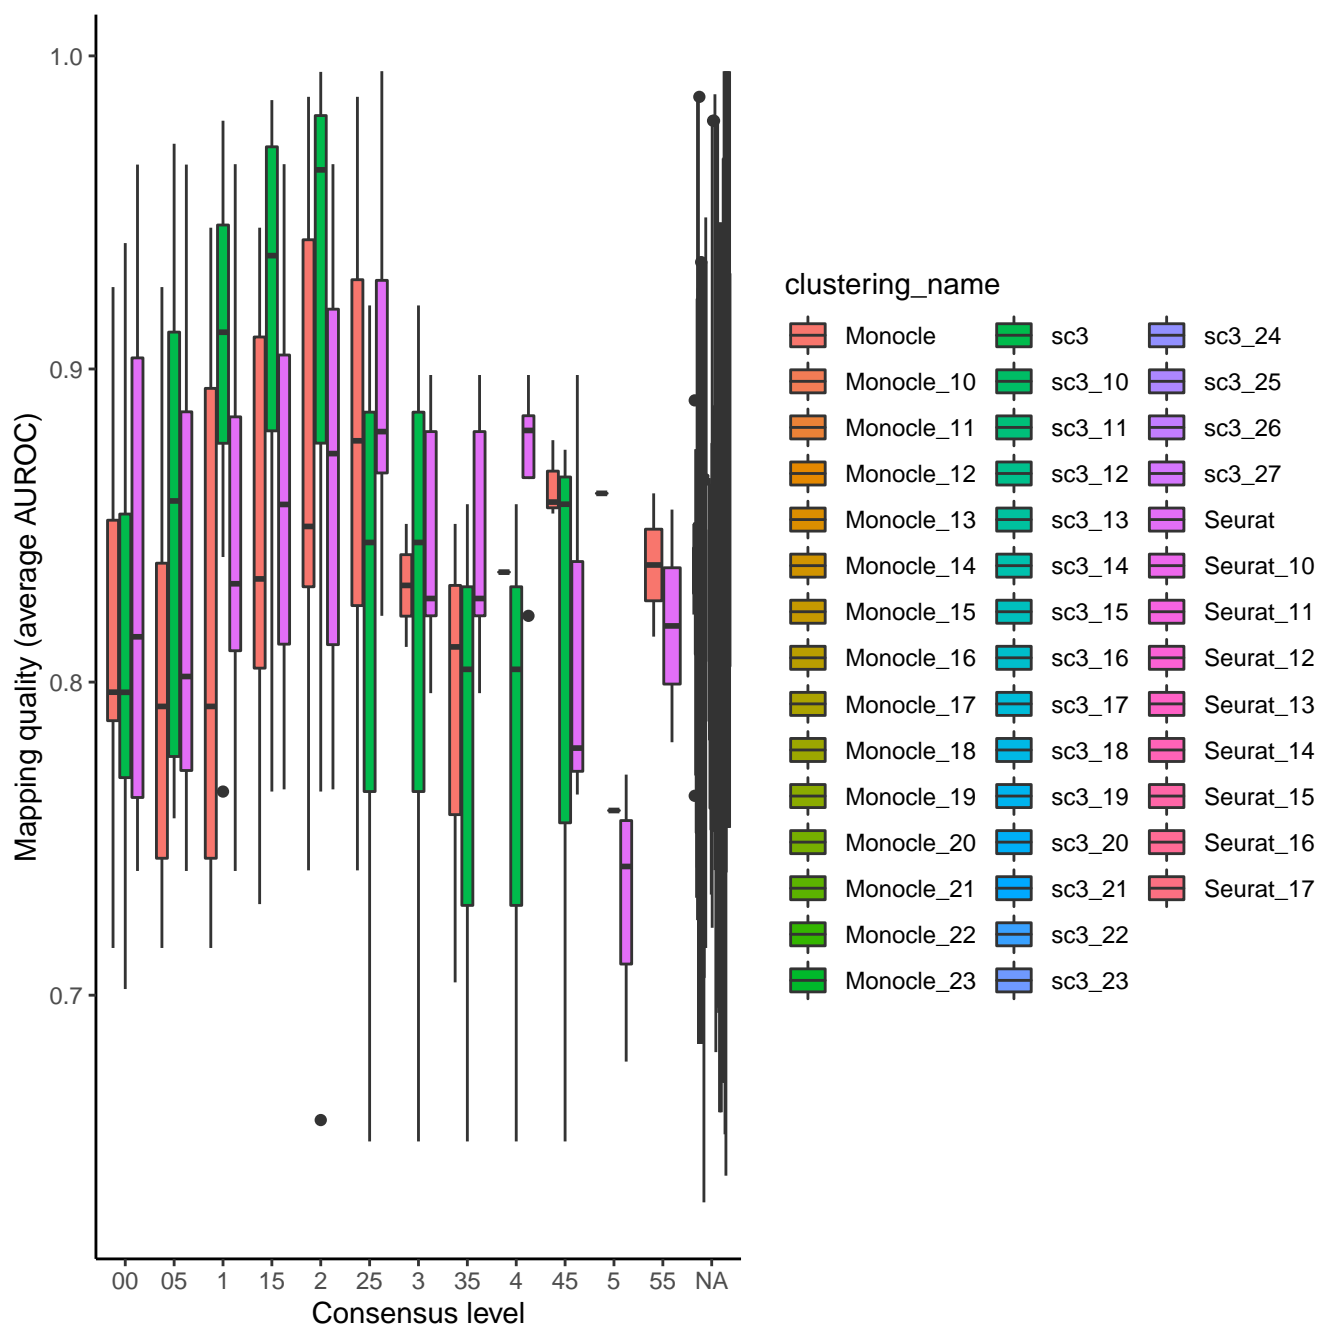 1.0
0.9
0.8
0.7
Mapping quality (average AUROC)
00 05 1 15 2 25 3 35 4 45 5 55 NA
Consensus level
clustering_name
Monocle
Monocle_10
Monocle_11
Monocle_12
Monocle_13
Monocle_14
Monocle_15
Monocle_16
Monocle_17
Monocle_18
Monocle_19
Monocle_20
Monocle_21
Monocle_22
Monocle_23
sc3
sc3_10
sc3_11
sc3_12
sc3_13
sc3_14
sc3_15
sc3_16
sc3_17
sc3_18
sc3_19
sc3_20
sc3_21
sc3_22
sc3_23
sc3_24
sc3_25
sc3_26
sc3_27
Seurat
Seurat_10
Seurat_11
Seurat_12
Seurat_13
Seurat_14
Seurat_15
Seurat_16
Seurat_17